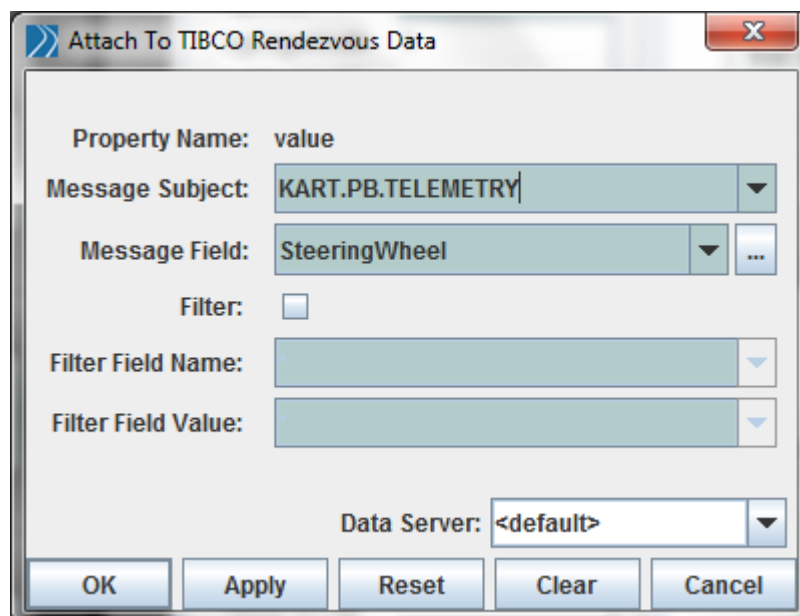 Attach To TIBCO Rendezvous Data
Property Name: value
Message Subject: KART.PB.TELEMETRY
Message Field: SteeringWheel ...
Filter:
Filter Field Name:
Filter Field Value:
Data Server: <default>
OK Apply Reset Clear Cancel